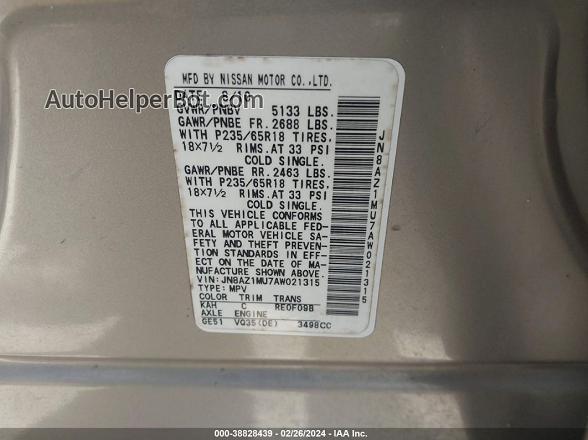 MFD BY NISSAN MOTOR CO.,LTD.
DATE: 8/10
GVWR/PNBV 5133 LBS.
GAWR/PNBE FR. 2688 LBS.
WITH P235/65R18 TIRES,
18x7½ RIMS. AT 33 PSI
COLD SINGLE.
GAWR/PNBE RR. 2463 LBS.
WITH P235/65R18 TIRES,
18x7½ RIMS. AT 33 PSI
COLD SINGLE.
THIS VEHICLE CONFORMS
TO ALL APPLICABLE FED-
ERAL MOTOR VEHICLE SA-
FETY AND THEFT PREVEN-
TION STANDARDS IN EFF-
ECT ON THE DATE OF MA-
NUFACTURE SHOWN ABOVE.
VIN: JN8AZ1MU7AW021315
TYPE: MPV
COLOR TRIM TRANS
KAH C RE0F09B
AXLE ENGINE
GE51 VQ35(DE) 3498CC
JN8AZ1MU7AW021315
AutoHelperBot.com
000-38828439 - 02/26/2024 - IAA Inc.